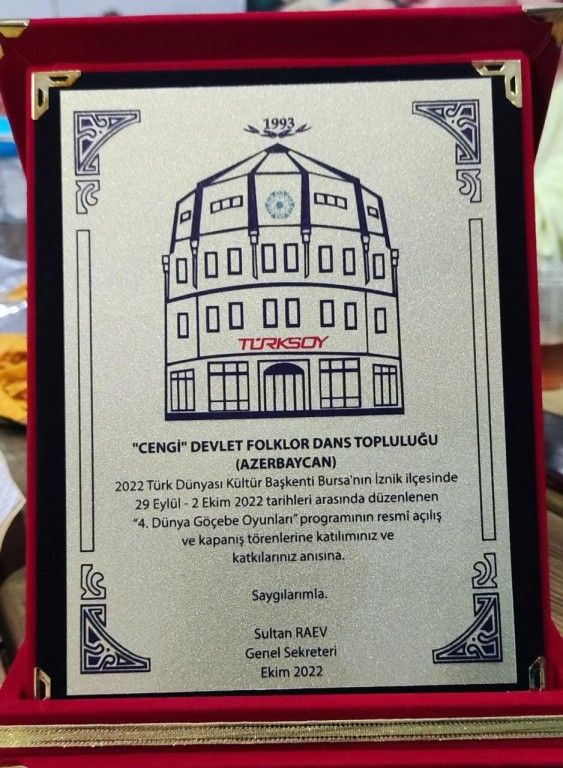 1993
TÜRKSOY
"CENGİ" DEVLET FOLKLOR DANS TOPLULUĞU
(AZERBAYCAN)
2022 Türk Dünyası Kültür Başkenti Bursa'nın İznik ilçesinde
29 Eylül - 2 Ekim 2022 tarihleri arasında düzenlenen
“4. Dünya Göçebe Oyunları” programının resmî açılış
ve kapanış törenlerine katılımınız ve
katkılarınız anısına.
Saygılarımla.
Sultan RAEV
Genel Sekreteri
Ekim 2022